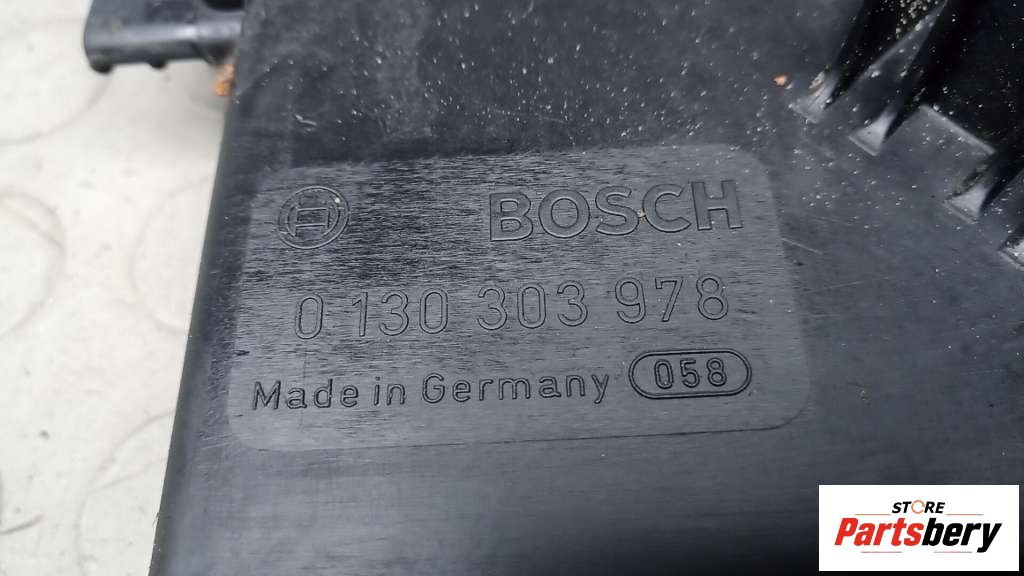 BOSCH
0 130 303 978
Made in Germany 058
STORE
Partsbery